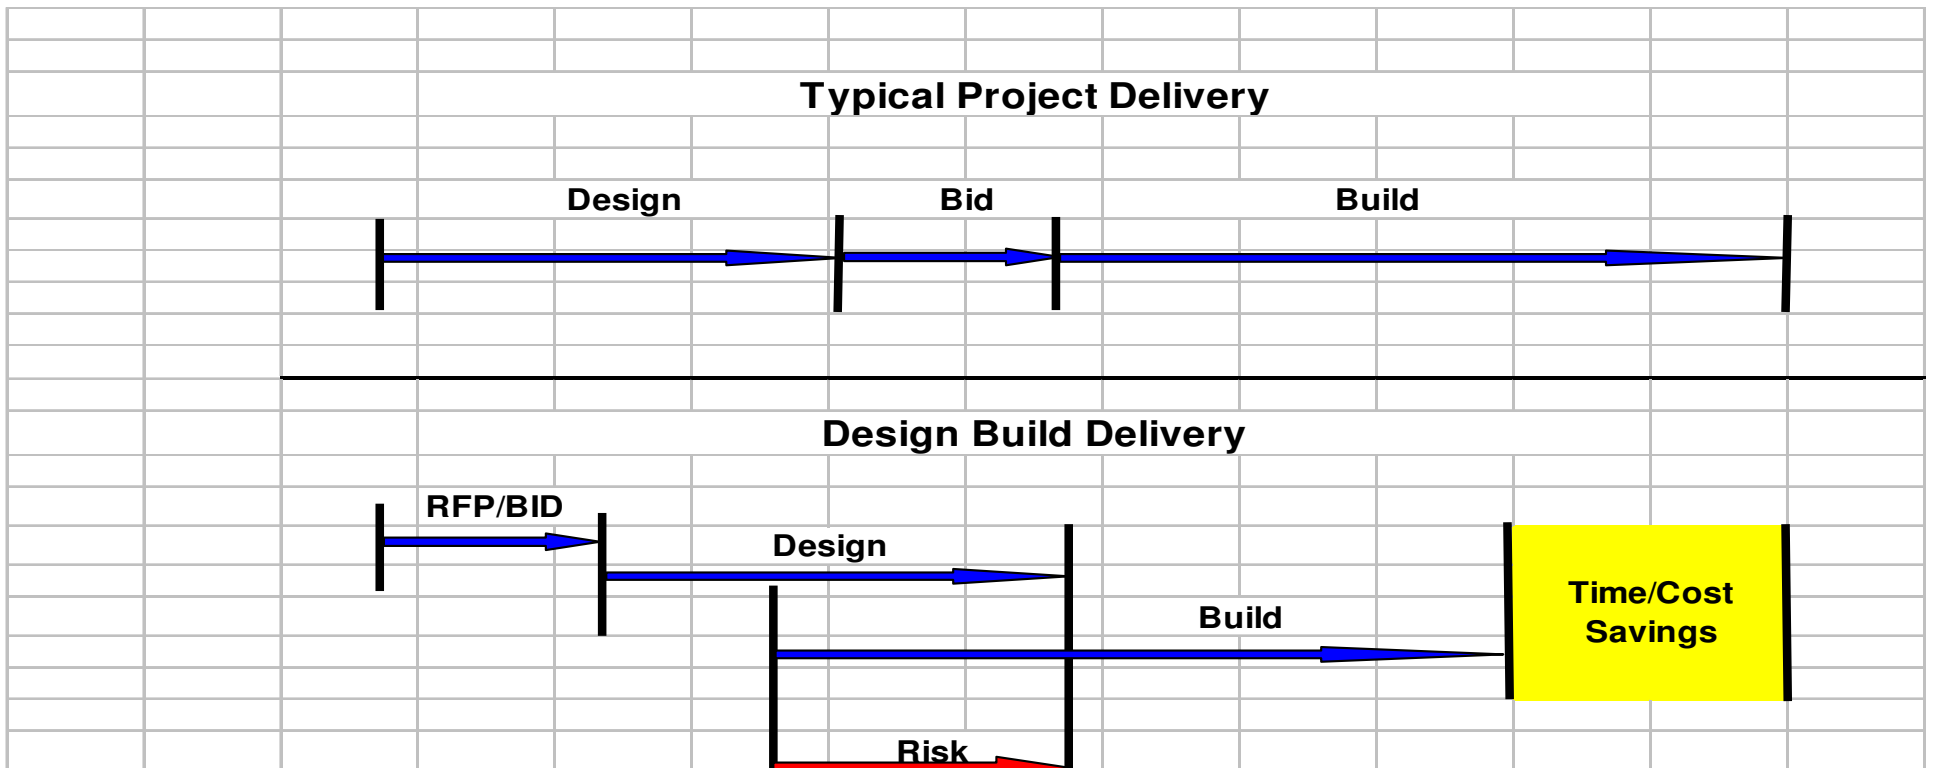 Typical Project Delivery
Design Bid Build
Design Build Delivery
RFP/BID
Design
Time/Cost
Build
Savings
Risk